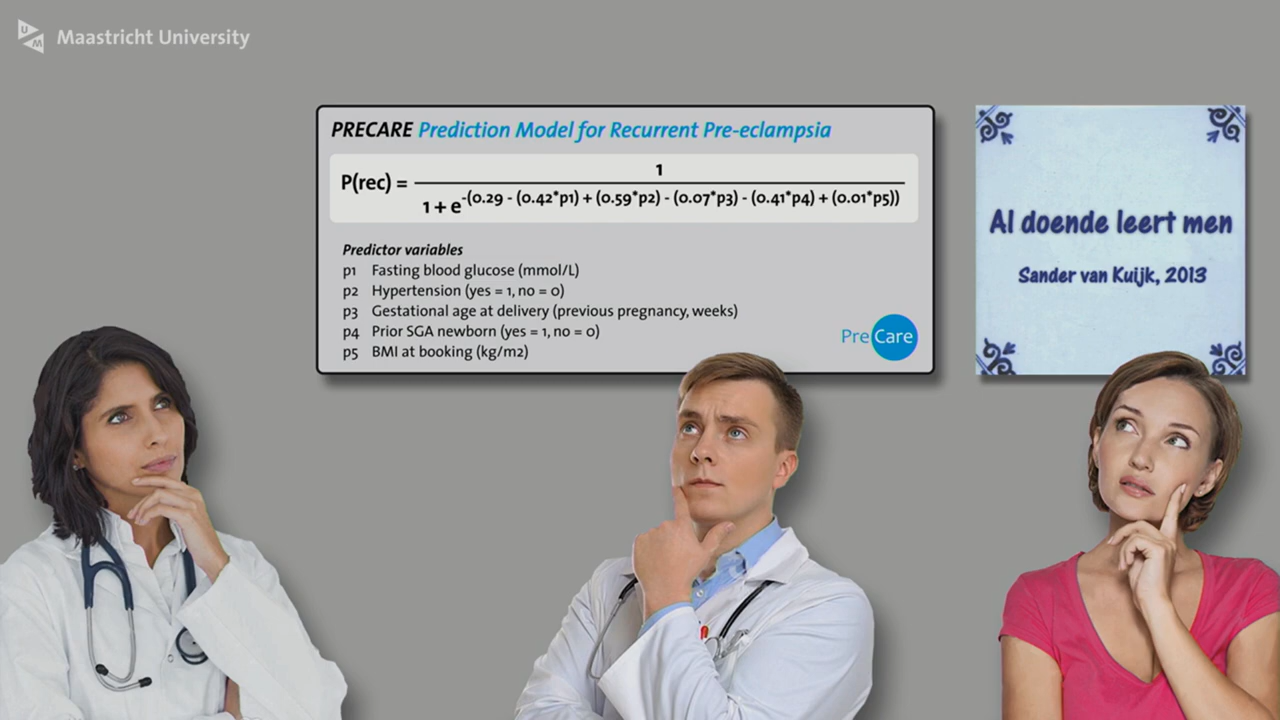 UM
Maastricht University
PRECARE Prediction Model for Recurrent Pre-eclampsia
P(rec) = 1
1 + e^-(0.29 - (0.42*p1) + (0.59*p2) - (0.07*p3) - (0.41*p4) + (0.01*p5))
Predictor variables
p1 Fasting blood glucose (mmol/L)
p2 Hypertension (yes = 1, no = 0)
p3 Gestational age at delivery (previous pregnancy, weeks)
p4 Prior SGA newborn (yes = 1, no = 0)
p5 BMI at booking (kg/m2)
PreCare
Al doende leert men
Sander van Kuijk, 2013